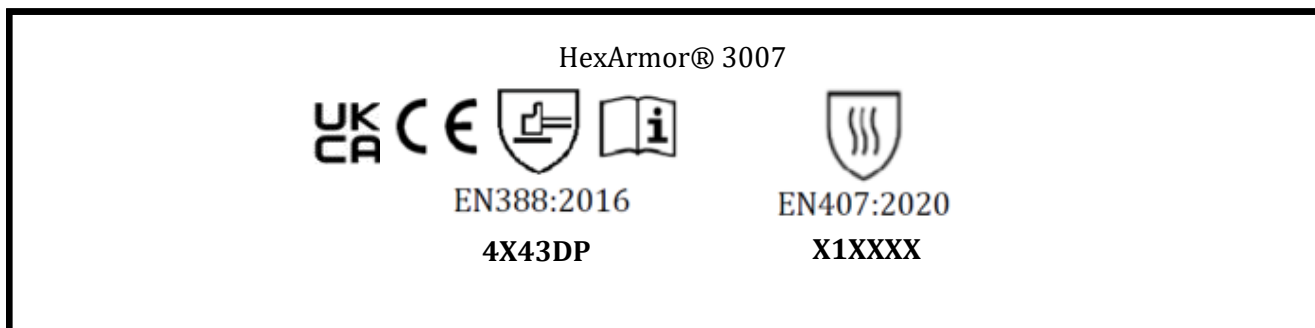 HexArmor® 3007
UK CA CE i
EN388:2016 EN407:2020
4X43DP X1XXXX